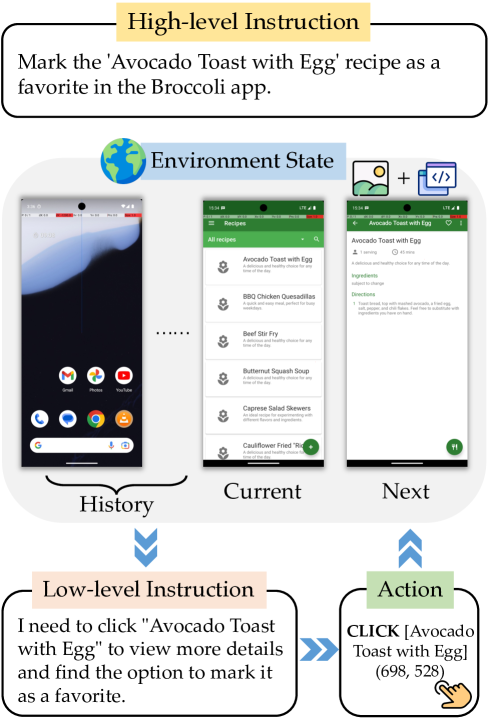 High-level Instruction
Mark the 'Avocado Toast with Egg' recipe as a
favorite in the Broccoli app.
Environment State
</>
+
Gmail
Photos
YouTube
G
......
15:34
LTE
Recipes
All recipes
Avocado Toast with Egg
A delicious and healthy choice for any
time of the day.
BBQ Chicken Quesadillas
A quick and easy meal, perfect for busy
weekdays.
Beef Stir Fry
A delicious and healthy choice for any
time of the day.
Butternut Squash Soup
A delicious and healthy choice for any
time of the day.
Caprese Salad Skewers
An ideal recipe for experimenting with
different flavors and ingredients.
Cauliflower Fried "Ric
+
15:34
LTE
Avocado Toast with Egg
Avocado Toast with Egg
1 serving
45 mins
A delicious and healthy choice for any time of the day.
Ingredients
subject to change
Directions
1. Toast bread, top with mashed avocado, a fried egg,
salt, pepper, and chili flakes. Feel free to substitute with
ingredients you have on hand.
History
Current
Next
Low-level Instruction
I need to click "Avocado Toast
with Egg" to view more details
and find the option to mark it
as a favorite.
Action
CLICK [Avocado
Toast with Egg]
(698, 528)